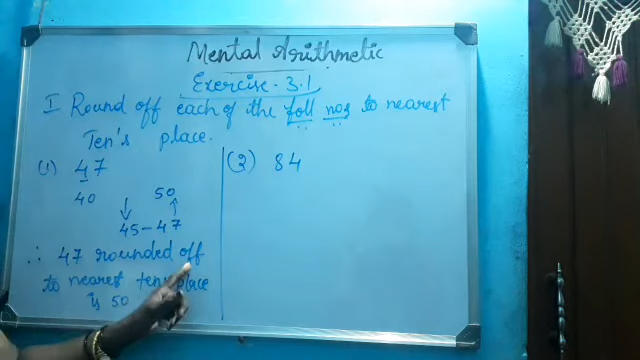 Mental Arithmetic
Exercise - 3.1
I Round off each of the foll nos to nearest
Ten's place.
(1) 47
40 50
45 - 47
∴ 47 rounded off
to nearest ten place
is 50
(2) 84